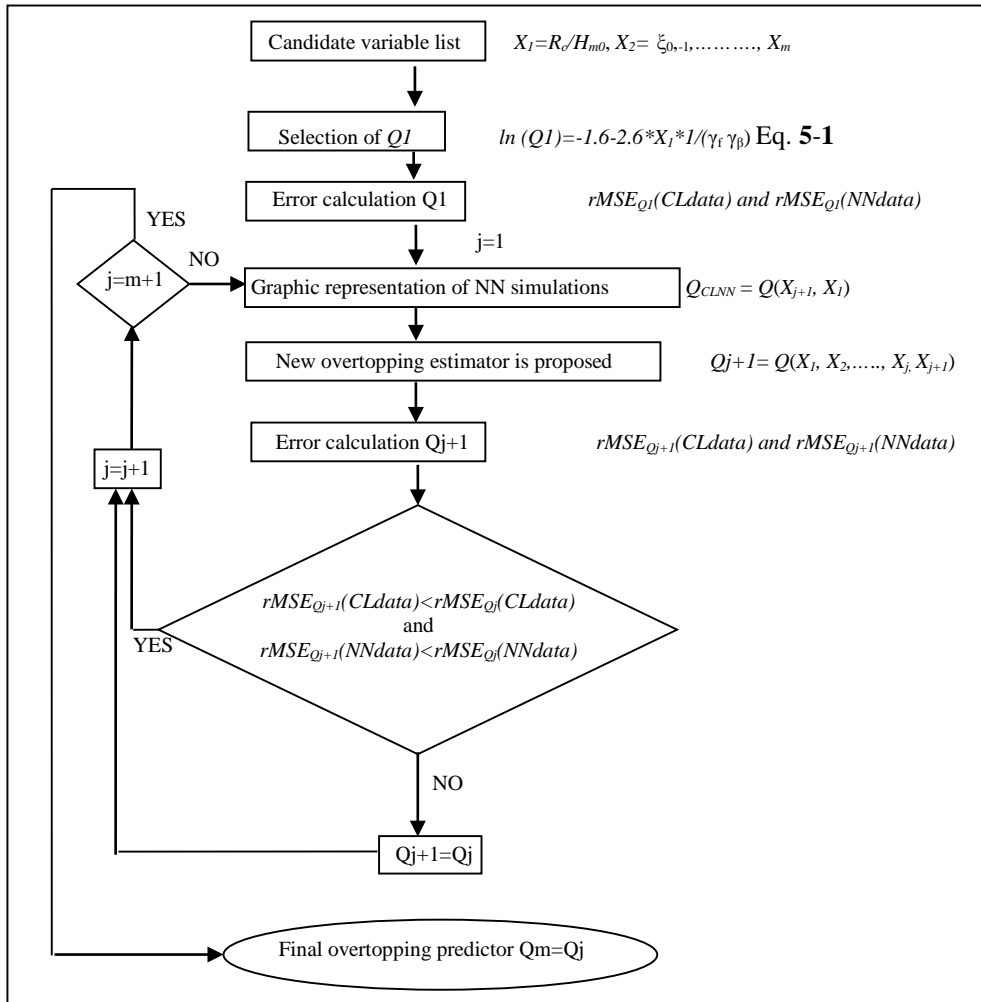 Candidate variable list
X1=Rc/Hm0, X2= ξ0,-1,………., Xm
Selection of Q1
ln (Q1)=-1.6-2.6*X1*1/(γf γβ) Eq. 5-1
Error calculation Q1
rMSEQ1(CLdata) and rMSEQ1(NNdata)
YES
j=1
j=m+1
NO
Graphic representation of NN simulations
QCLNN = Q(Xj+1, X1)
New overtopping estimator is proposed
Qj+1= Q(X1, X2,….., Xj, Xj+1)
Error calculation Qj+1
rMSEQj+1(CLdata) and rMSEQj+1(NNdata)
j=j+1
rMSEQj+1(CLdata)<rMSEQj(CLdata)
and
rMSEQj+1(NNdata)<rMSEQj(NNdata)
YES
NO
Qj+1=Qj
Final overtopping predictor Qm=Qj